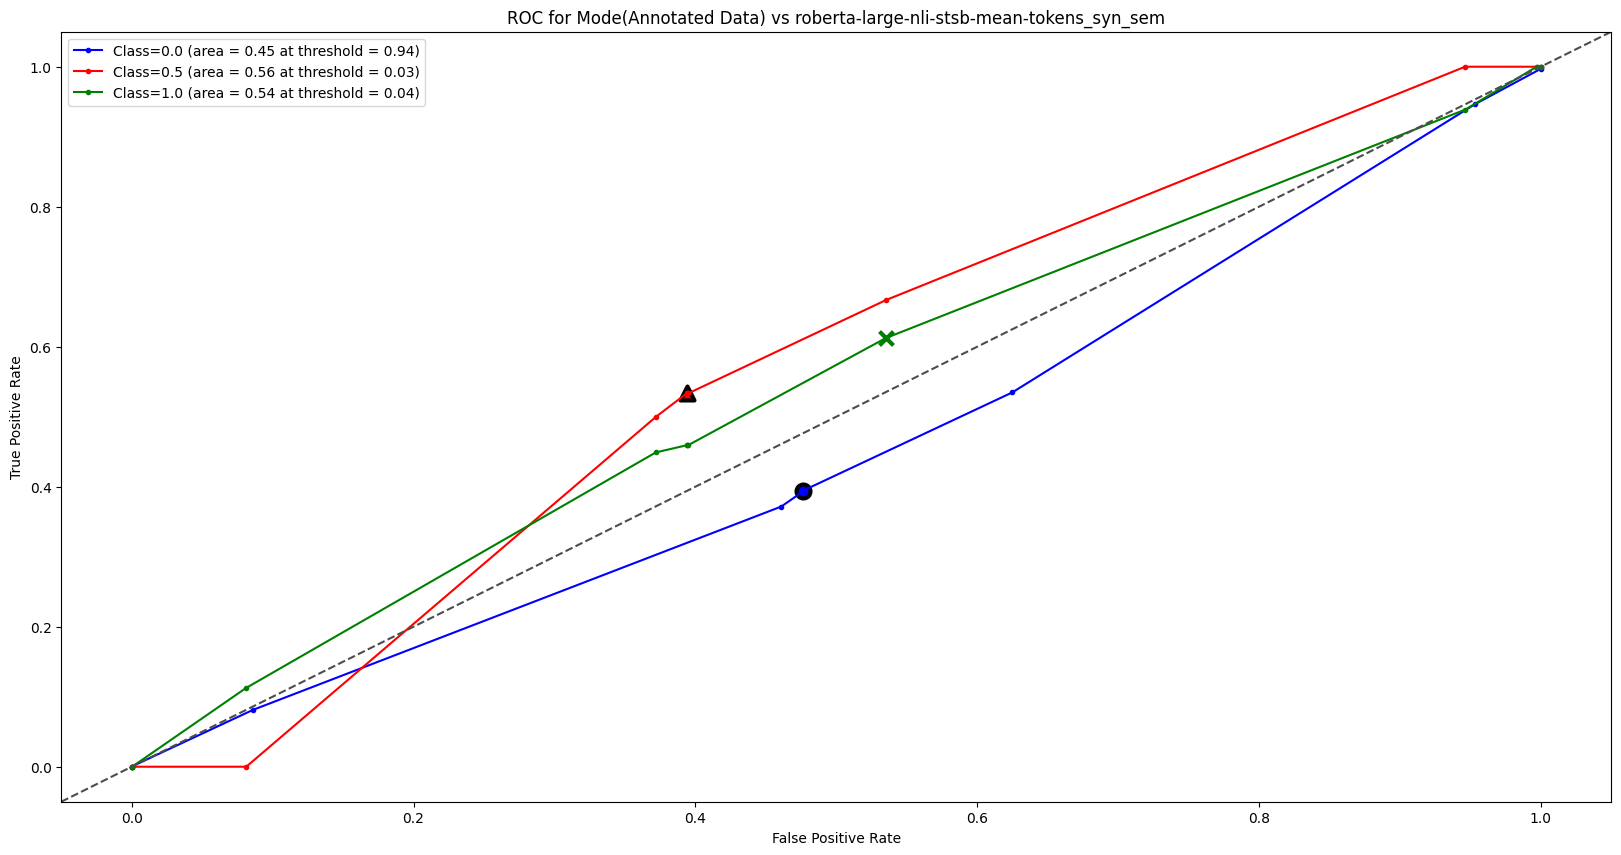 ROC for Mode(Annotated Data) vs roberta-large-nli-stsb-mean-tokens_syn_sem
Class=0.0 (area = 0.45 at threshold = 0.94)
Class=0.5 (area = 0.56 at threshold = 0.03)
Class=1.0 (area = 0.54 at threshold = 0.04)
True Positive Rate
1.0
0.8
0.6
0.4
0.2
0.0
0.0 0.2 0.4 0.6 0.8 1.0
False Positive Rate